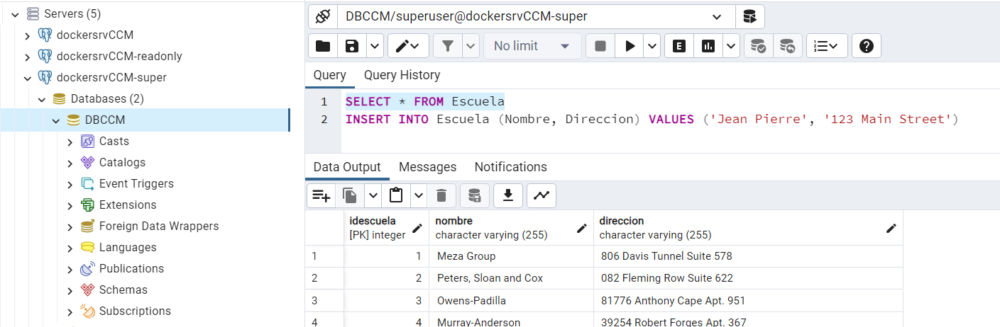 Servers (5)
dockersrvCCM
dockersrvCCM-readonly
dockersrvCCM-super
Databases (2)
DBCCM
Casts
Catalogs
Event Triggers
Extensions
Foreign Data Wrappers
Languages
Publications
Schemas
Subscriptions
DBCCM/superuser@dockersrvCCM-super
No limit
E
Query Query History
1 SELECT * FROM Escuela
2 INSERT INTO Escuela (Nombre, Direccion) VALUES ('Jean Pierre', '123 Main Street')
Data Output Messages Notifications
idescuela nombre direccion
[PK] integer character varying (255) character varying (255)
1 1 Meza Group 806 Davis Tunnel Suite 578
2 2 Peters, Sloan and Cox 082 Fleming Row Suite 622
3 3 Owens-Padilla 81776 Anthony Cape Apt. 951
4 4 Murray-Anderson 39254 Robert Forges Apt. 367